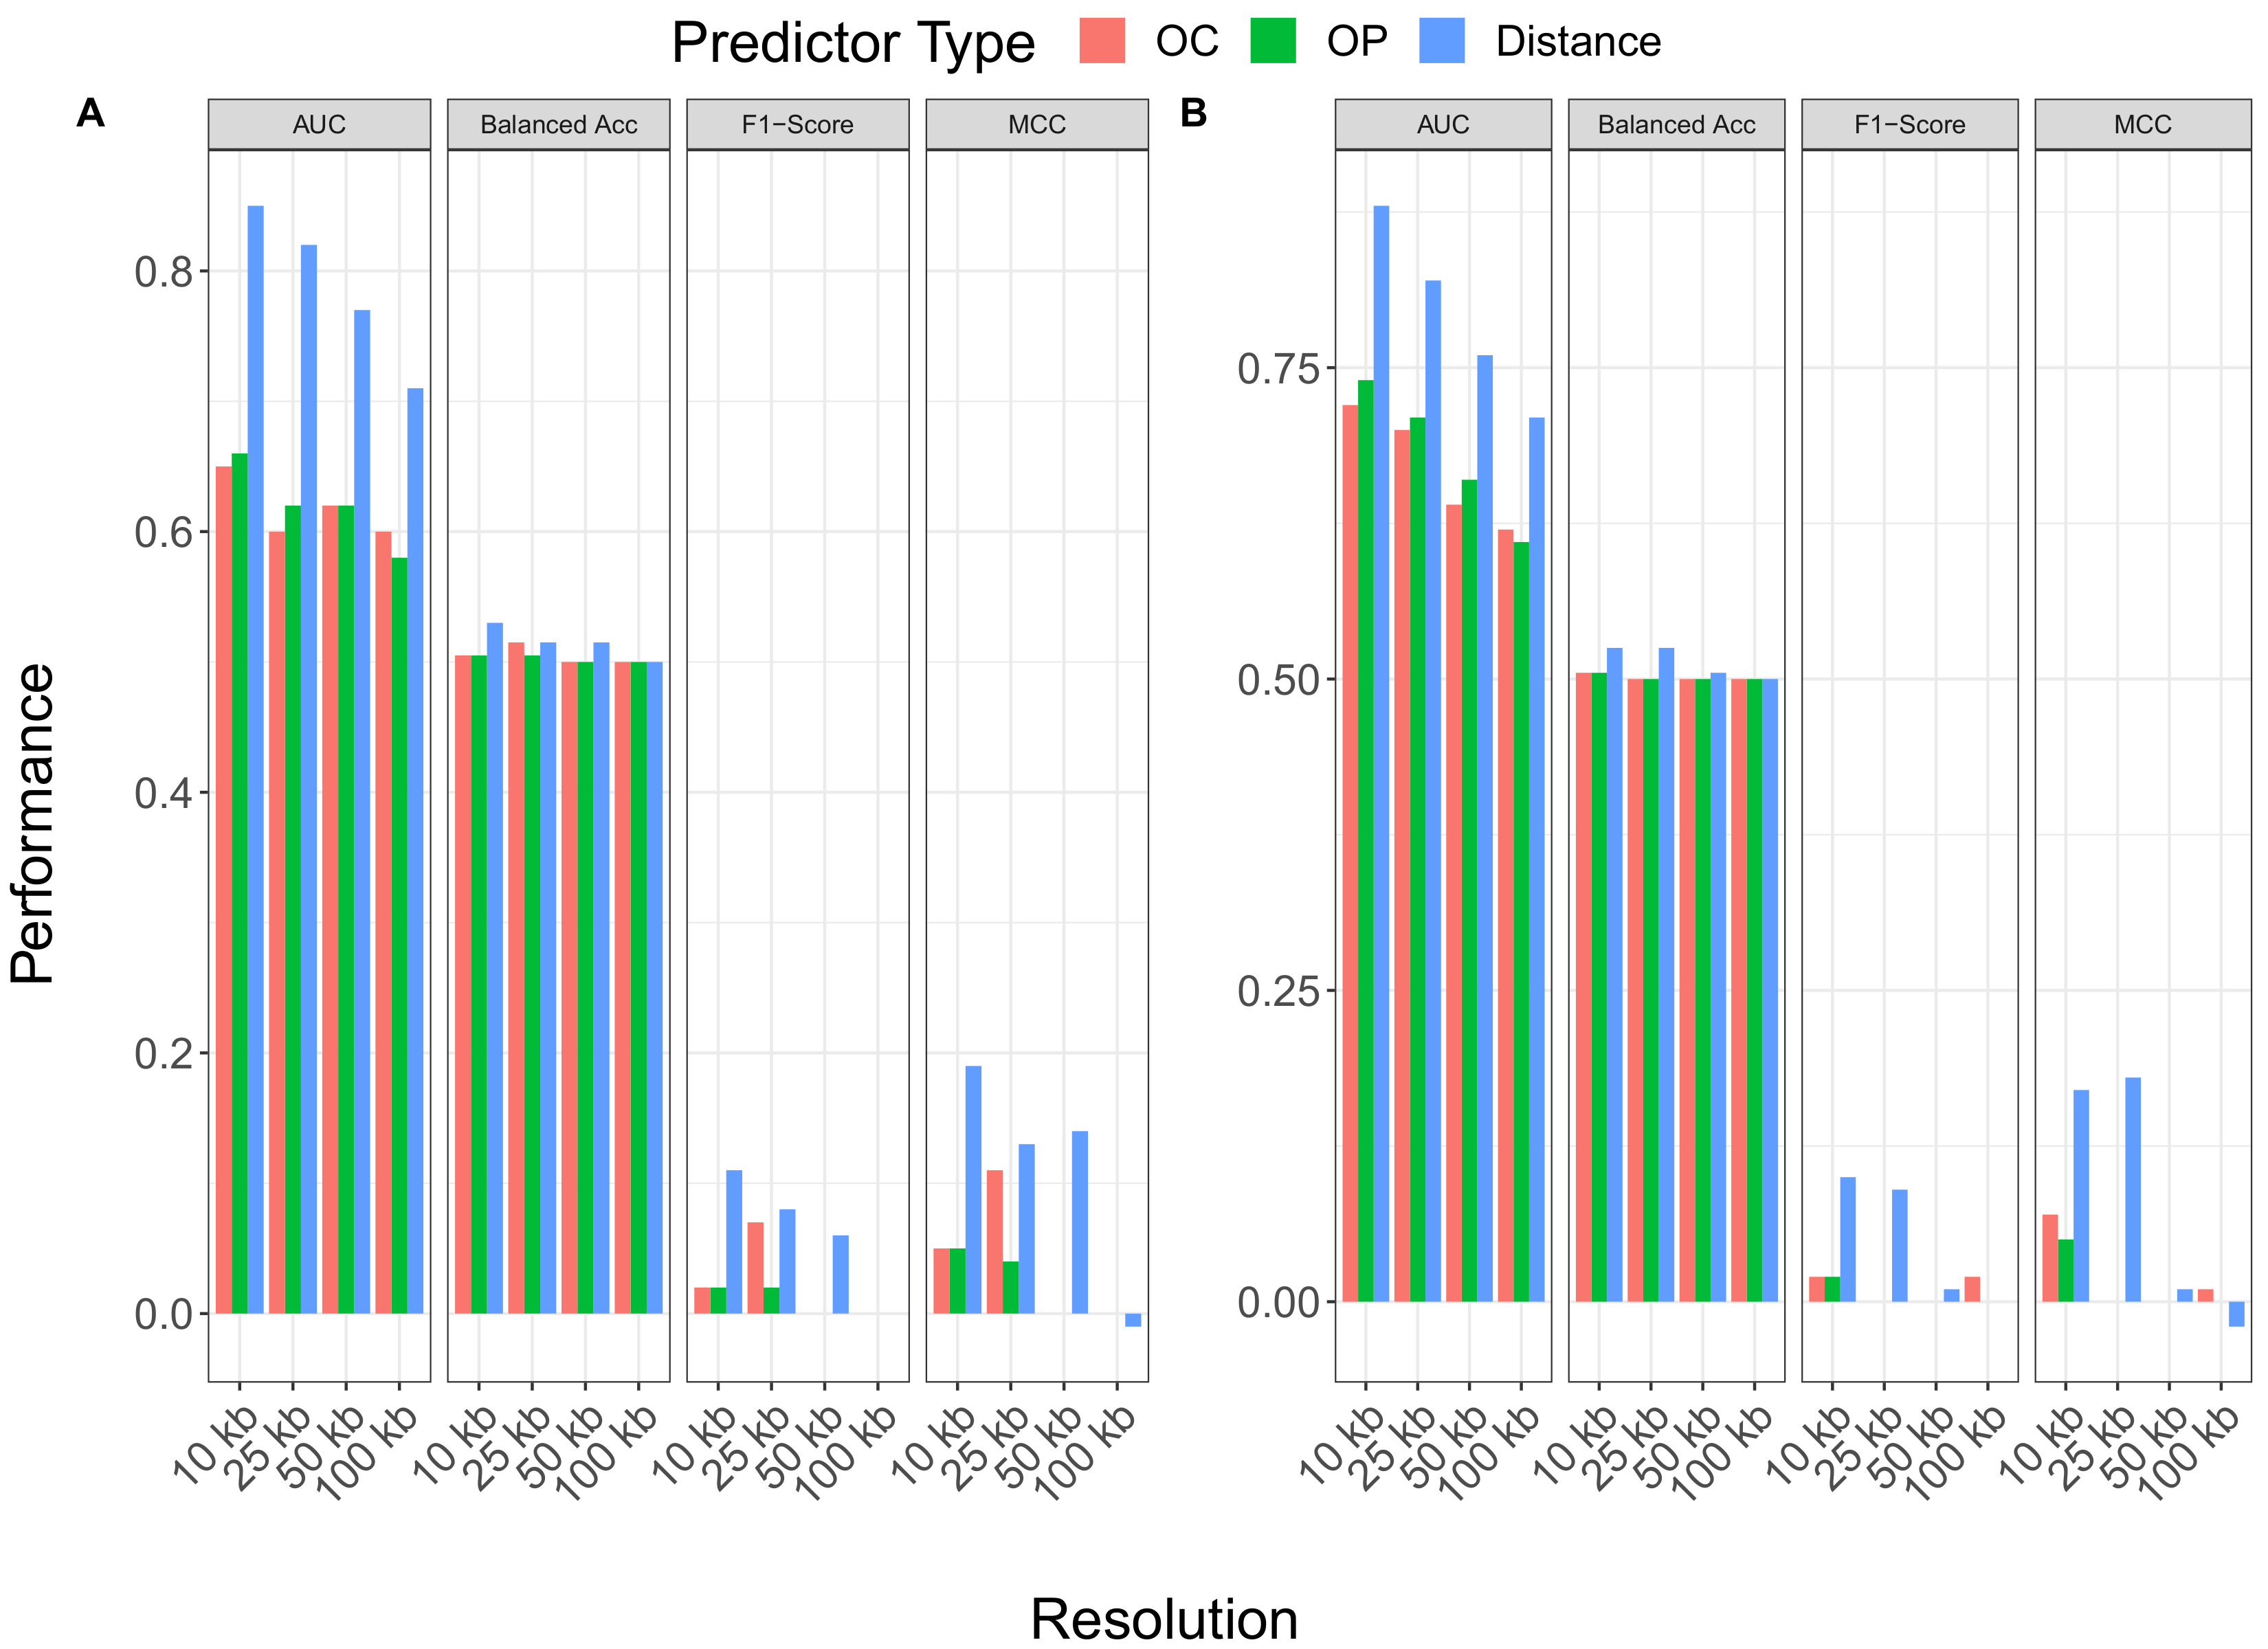 Predictor Type OC OP Distance
A
AUC Balanced Acc F1−Score MCC
0.8
0.6
0.4
0.2
0.0
10 kb 25 kb 50 kb 100 kb 10 kb 25 kb 50 kb 100 kb 10 kb 25 kb 50 kb 100 kb 10 kb 25 kb 50 kb 100 kb
B
AUC Balanced Acc F1−Score MCC
0.75
0.50
0.25
0.00
10 kb 25 kb 50 kb 100 kb 10 kb 25 kb 50 kb 100 kb 10 kb 25 kb 50 kb 100 kb 10 kb 25 kb 50 kb 100 kb
Performance
Resolution